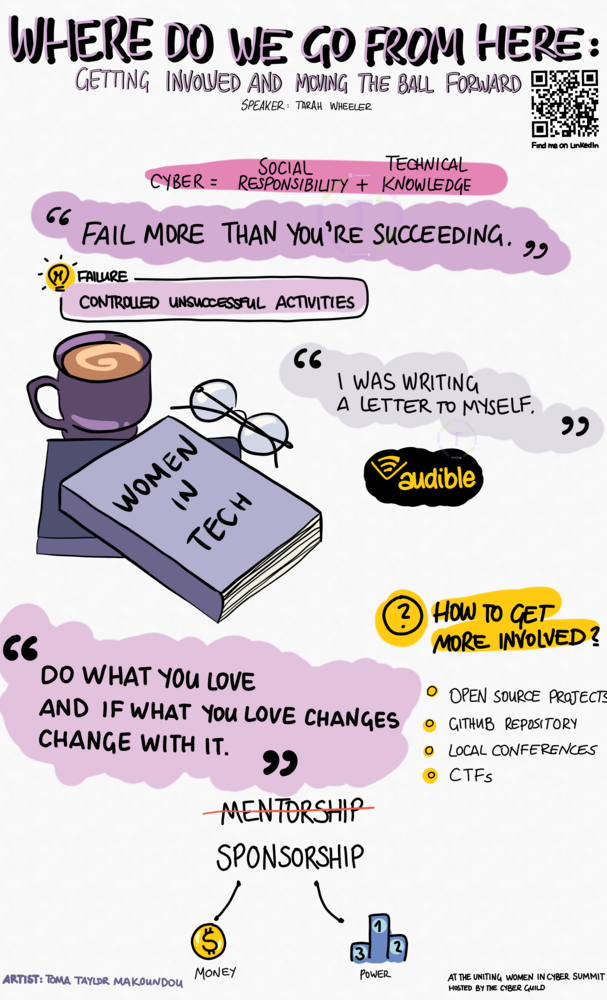 WHERE DO WE GO FROM HERE:
GETTING INVOLVED AND MOVING THE BALL FORWARD
SPEAKER: TARAH WHEELER
Find me on LinkedIn
CYBER = SOCIAL RESPONSIBILITY + TECHNICAL KNOWLEDGE
“ FAIL MORE THAN YOU'RE SUCCEEDING. ”
FAILURE
CONTROLLED UNSUCCESSFUL ACTIVITIES
“ I WAS WRITING
A LETTER TO MYSELF. ”
audible
WOMEN
IN
TECH
? HOW TO GET
MORE INVOLVED?
OPEN SOURCE PROJECTS
GITHUB REPOSITORY
LOCAL CONFERENCES
CTFs
“ DO WHAT YOU LOVE
AND IF WHAT YOU LOVE CHANGES
CHANGE WITH IT. ”
MENTORSHIP
SPONSORSHIP
$
MONEY
1
3 2
POWER
ARTIST: TOMA TAYLOR MAKOUNDOU
AT THE UNITING WOMEN IN CYBER SUMMIT
HOSTED BY THE CYBER GUILD